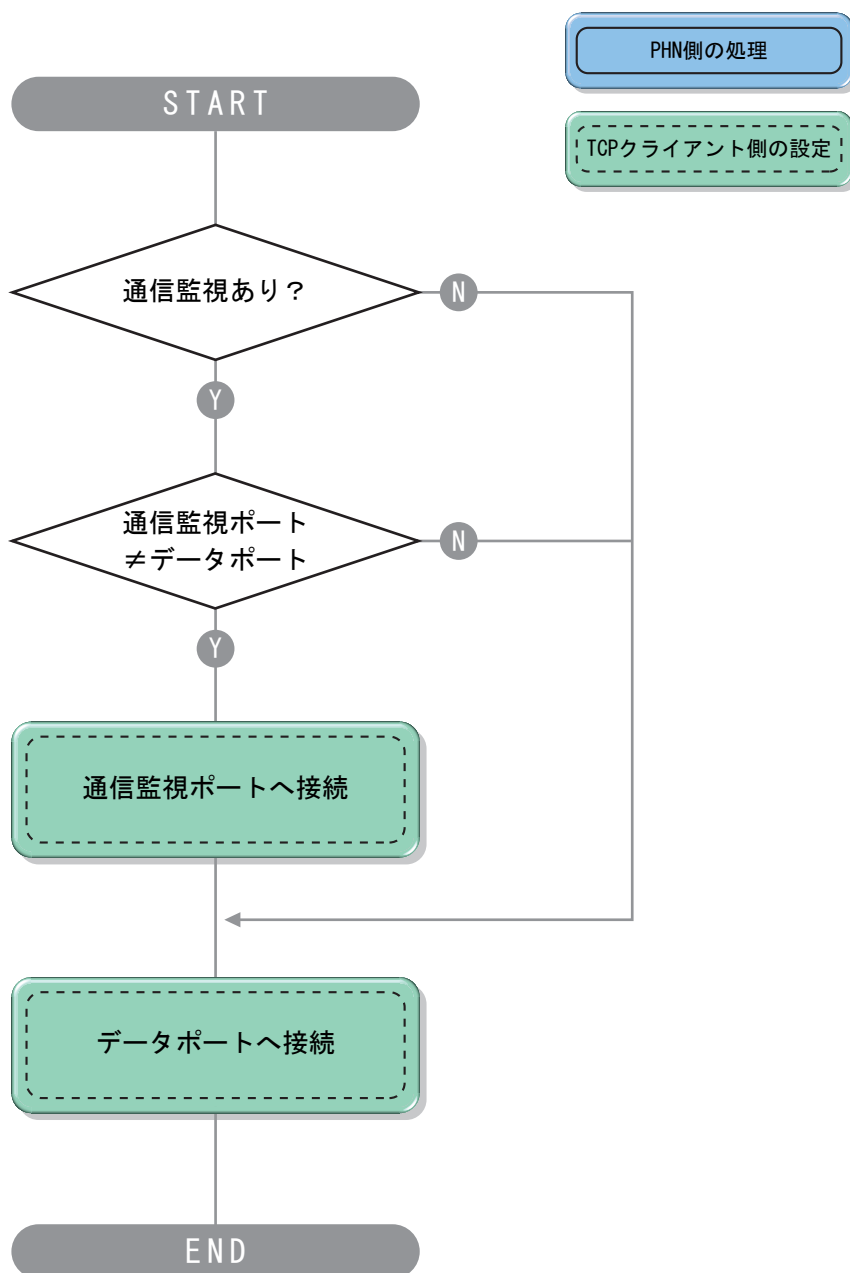 PHN側の処理
START
TCPクライアント側の設定
通信監視あり？
N
Y
通信監視ポート
≠データポート
N
Y
通信監視ポートへ接続
データポートへ接続
END